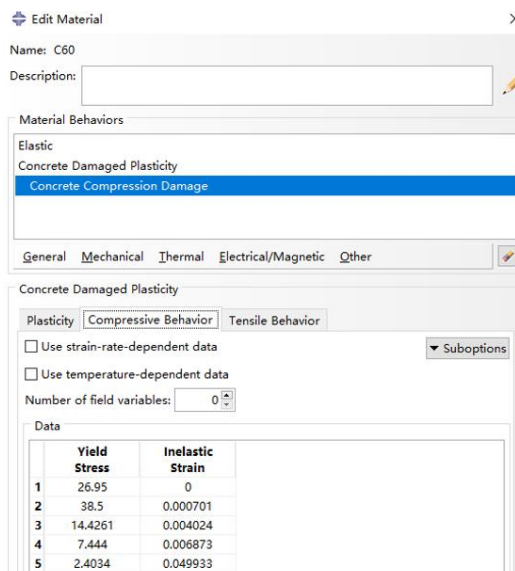 Edit Material
Name: C60
Description:
Material Behaviors
Elastic
Concrete Damaged Plasticity
Concrete Compression Damage
General Mechanical Thermal Electrical/Magnetic Other
Concrete Damaged Plasticity
Plasticity Compressive Behavior Tensile Behavior
Use strain-rate-dependent data
Suboptions
Use temperature-dependent data
Number of field variables: 0
Data
Yield Inelastic
Stress Strain
1 26.95 0
2 38.5 0.000701
3 14.4261 0.004024
4 7.444 0.006873
5 2.4034 0.049933